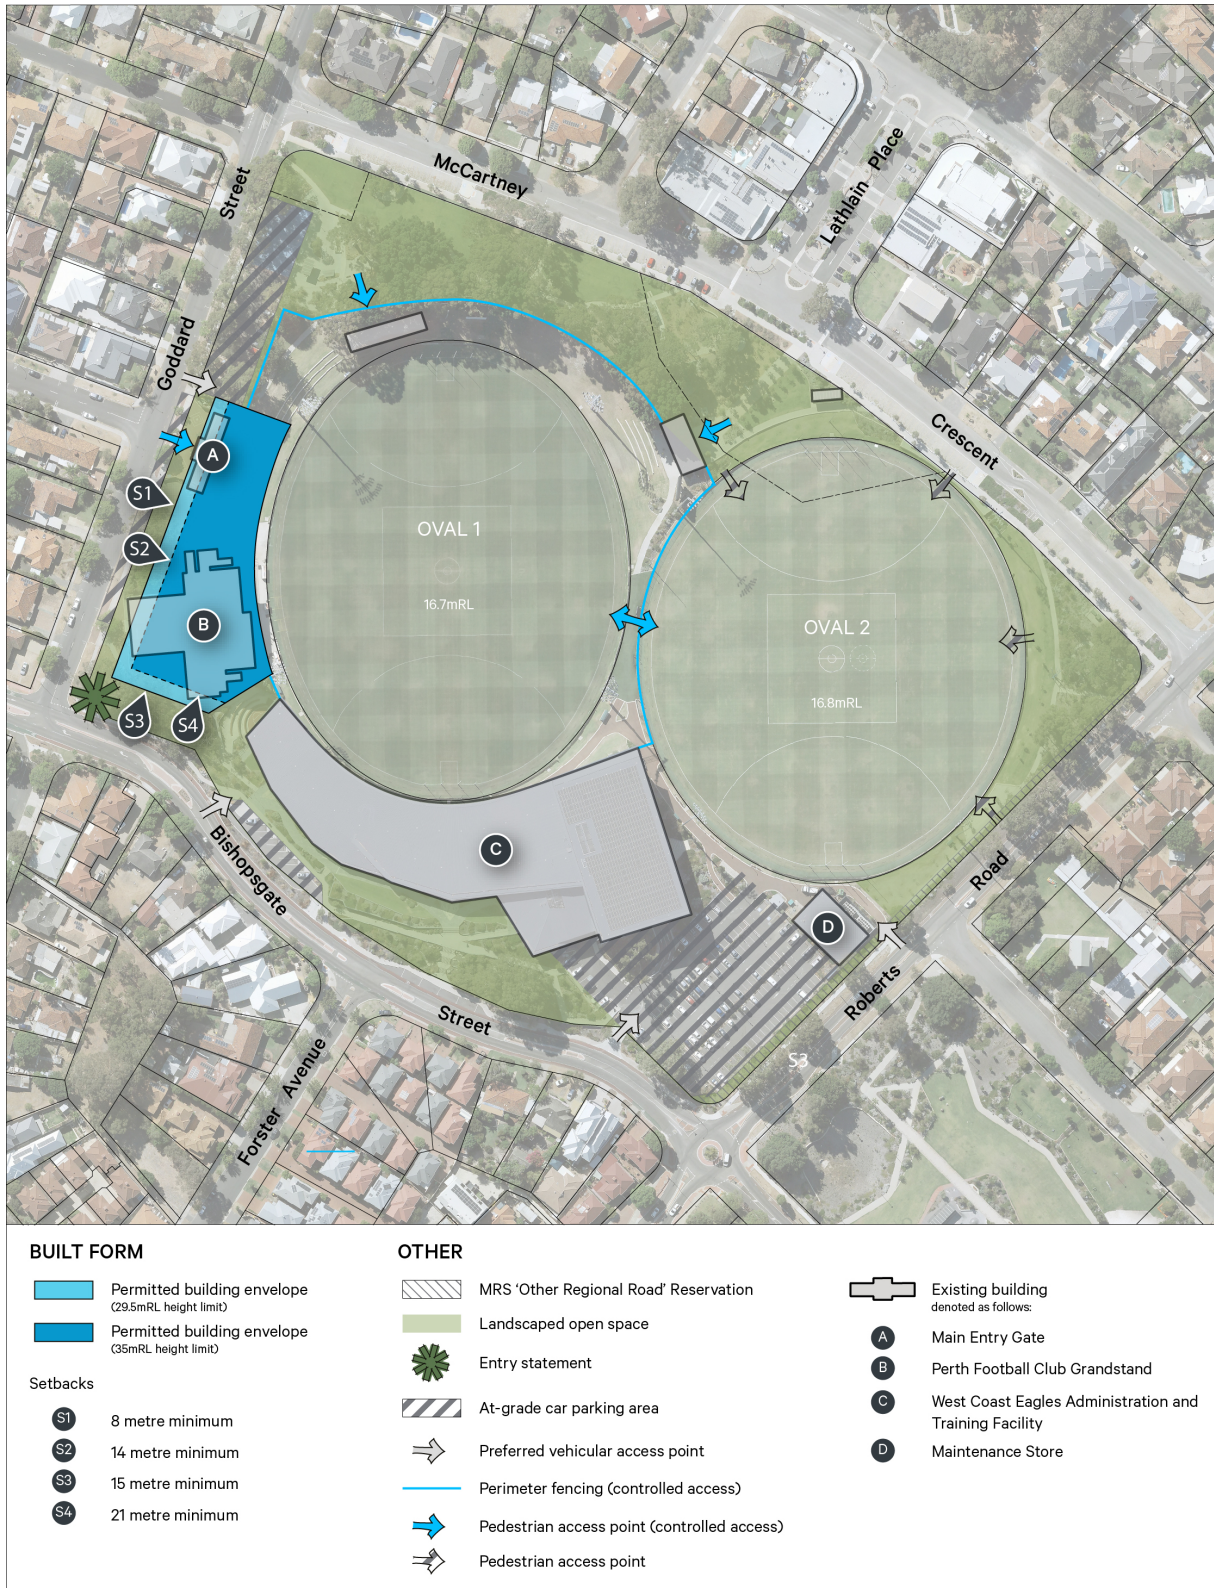 McCartney
Lathlain Place
Street
Goddard
Crescent
A
S1
S2
OVAL 1
16.7mRL
B
OVAL 2
16.8mRL
S3
S4
C
Bishopsgate
Road
D
Roberts
Street
S3
Forster Avenue
BUILT FORM
Permitted building envelope
(29.5mRL height limit)
Permitted building envelope
(35mRL height limit)
Setbacks
S1 8 metre minimum
S2 14 metre minimum
S3 15 metre minimum
S4 21 metre minimum
OTHER
MRS ‘Other Regional Road’ Reservation
Landscaped open space
Entry statement
At-grade car parking area
Preferred vehicular access point
Perimeter fencing (controlled access)
Pedestrian access point (controlled access)
Pedestrian access point
Existing building
denoted as follows:
A Main Entry Gate
B Perth Football Club Grandstand
C West Coast Eagles Administration and
Training Facility
D Maintenance Store